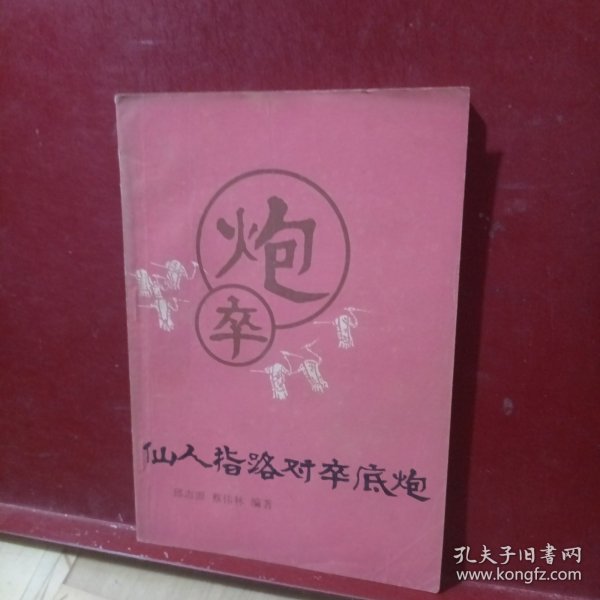 炮
卒
仙人指路对卒底炮
编著
孔夫子旧书网
www.kongfz.com